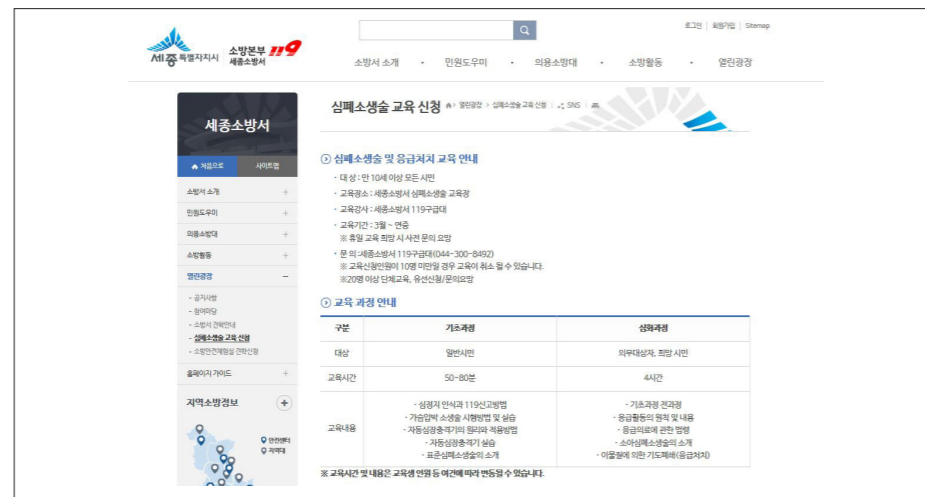 로그인 | 회원가입 | Sitemap
세종특별자치시 소방본부 119
세종소방서
소방서 소개 · 민원도우미 · 의용소방대 · 소방활동 · 열린광장
세종소방서
처음으로 사이트맵
소방서 소개 +
민원도우미 +
의용소방대 +
소방활동 +
열린광장 −
- 공지사항
- 참여마당
- 소방서 견학안내
- 심폐소생술 교육 신청
- 소방안전체험실 견학신청
홈페이지 가이드 +
지역소방정보 +
안전센터
지역대
심폐소생술 교육 신청 > 열린광장 > 심폐소생술 교육 신청 | SNS |
심폐소생술 및 응급처치 교육 안내
· 대 상 : 만 10세 이상 모든 시민
· 교육장소 : 세종소방서 심폐소생술 교육장
· 교육강사 : 세종소방서 119구급대
· 교육기간 : 3월 ~ 연중
※ 휴일 교육 희망 시 사전 문의 요망
· 문 의 :세종소방서 119구급대(044-300-8492)
※ 교육신청인원이 10명 미만일 경우 교육이 취소 될 수 있습니다.
※20명 이상 단체교육, 유선신청/문의요망
교육 과정 안내
구분 기초과정 심화과정
대상 일반시민 의무대상자, 희망 시민
교육시간 50~80분 4시간
교육내용
· 심정지 인식과 119신고방법
· 가슴압박 소생술 시행방법 및 실습
· 자동심장충격기의 원리와 적용방법
· 자동심장충격기 실습
· 표준심폐소생술의 소개
· 기초과정 전과정
· 응급활동의 원칙 및 내용
· 응급의료에 관한 법령
· 소아심폐소생술의 소개
· 이물질에 의한 기도폐쇄(응급처치)
※ 교육시간 및 내용은 교육생 인원 등 여건에 따라 변동될 수 있습니다.